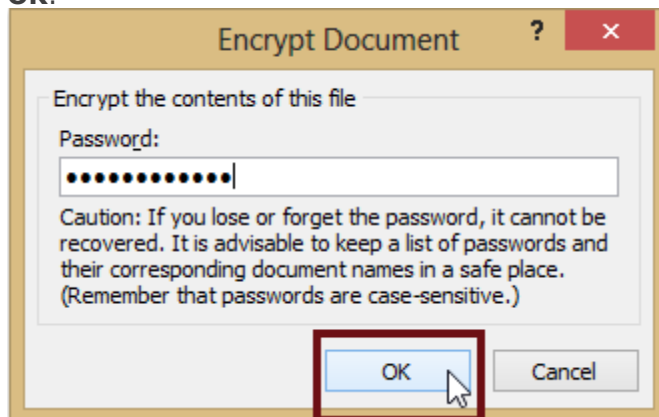 OK.
Encrypt Document ? ×
Encrypt the contents of this file
Password:
••••••••••••
Caution: If you lose or forget the password, it cannot be
recovered. It is advisable to keep a list of passwords and
their corresponding document names in a safe place.
(Remember that passwords are case-sensitive.)
OK Cancel